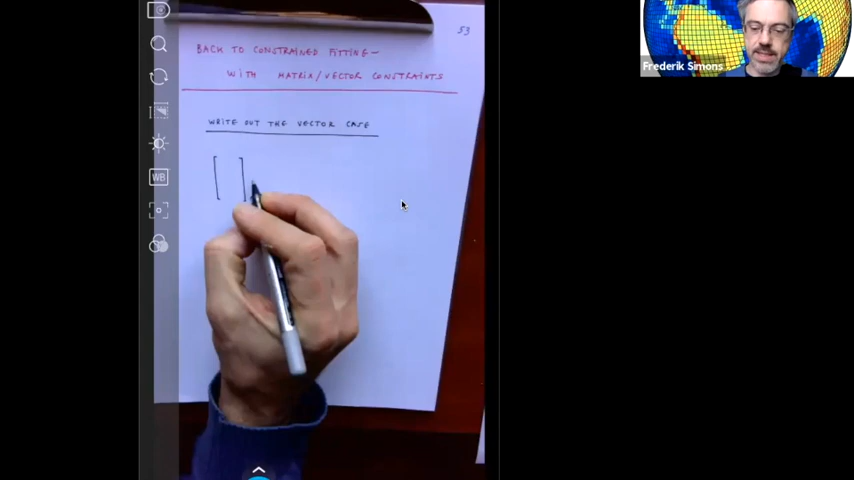 53
BACK TO CONSTRAINED FITTING -
WITH MATRIX/VECTOR CONSTRAINTS
WRITE OUT THE VECTOR CASE
WB
Frederik Simons